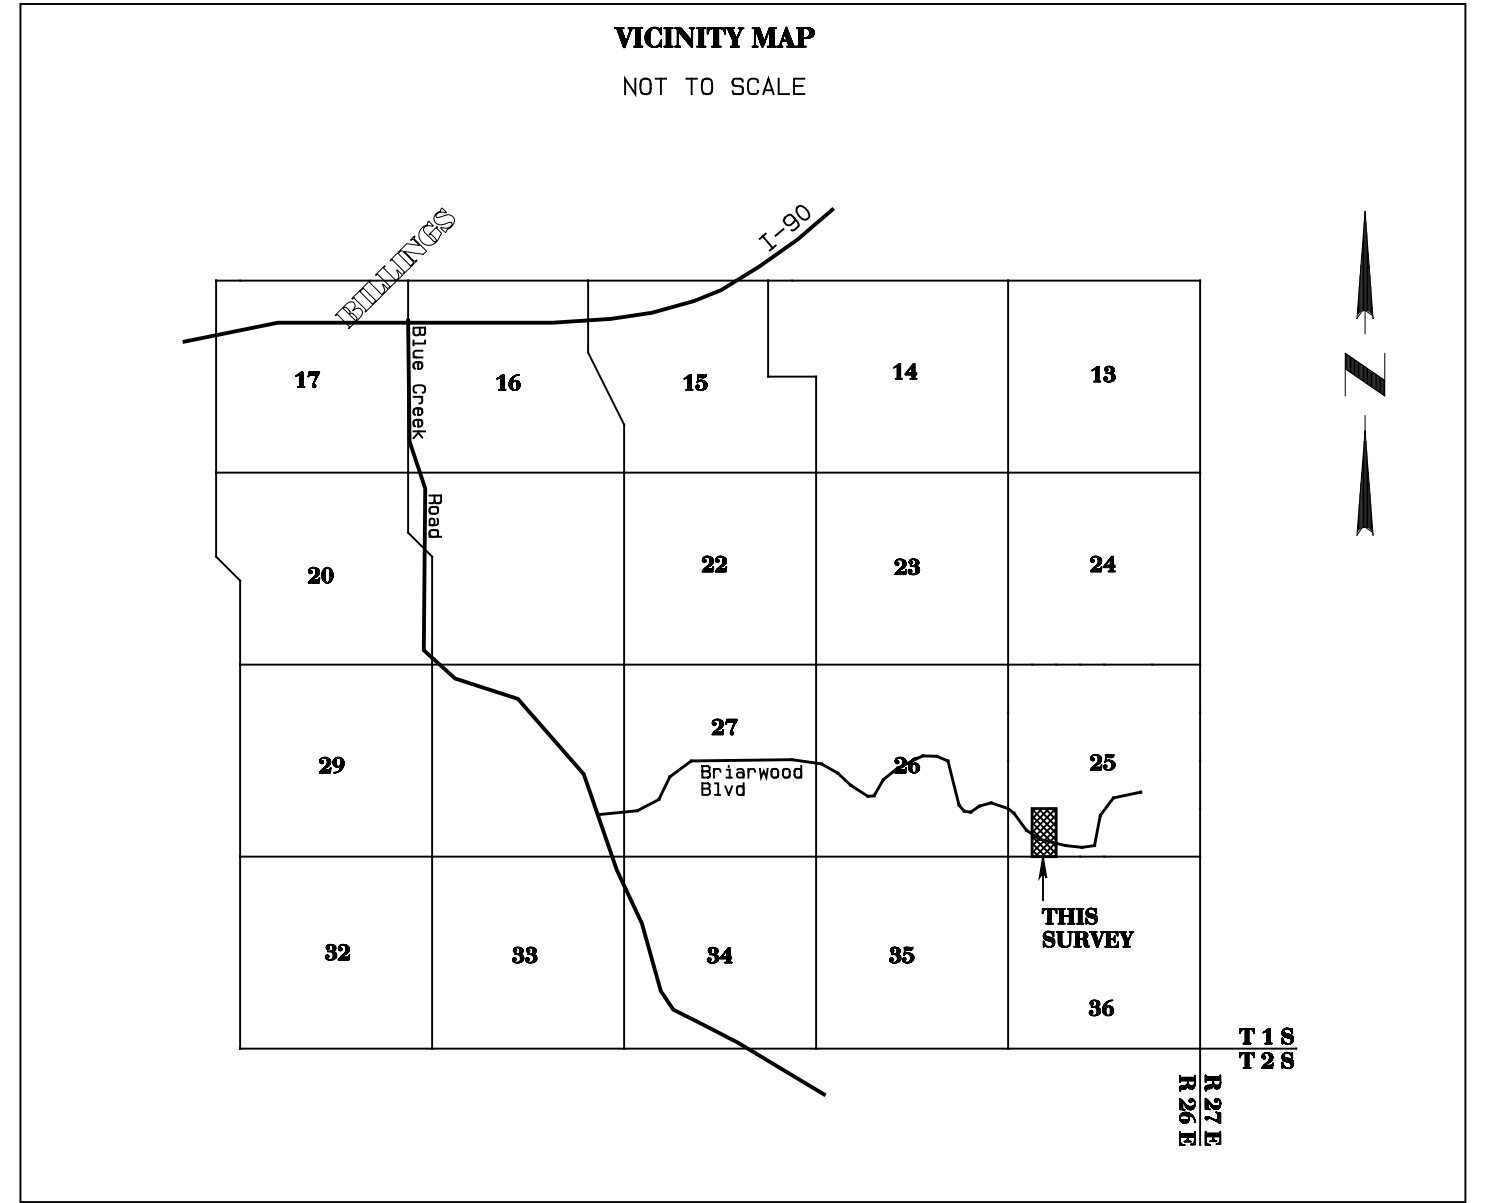 VICINITY MAP
NOT TO SCALE
BILLINGS
I-90
Blue Creek
Road
N
17
16
15
14
13
20
22
23
24
29
27
26
25
Briarwood
Blvd
32
33
34
35
36
THIS
SURVEY
T 1 S
T 2 S
R 26 E
R 27 E